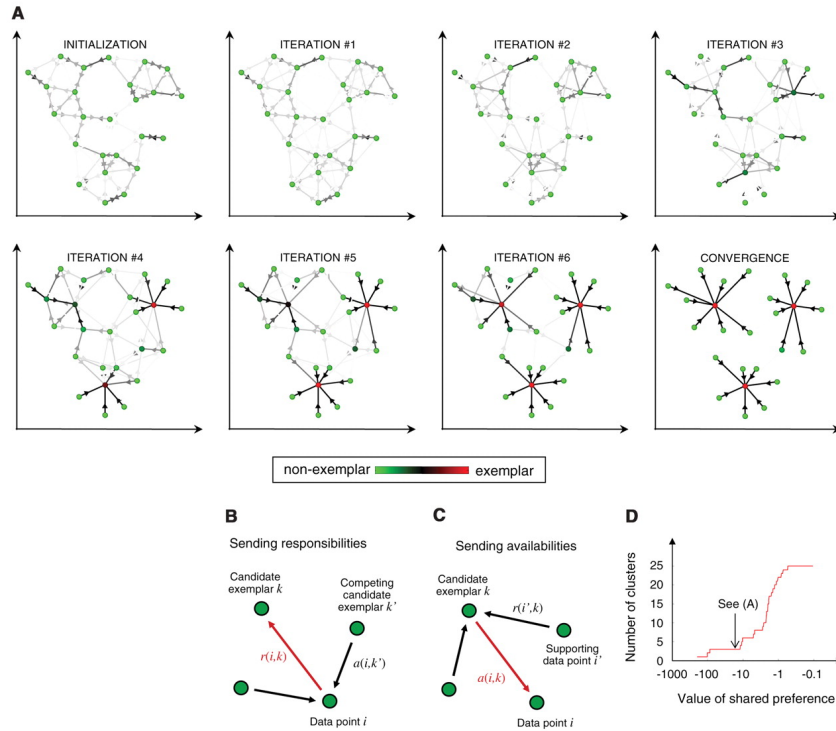 A
INITIALIZATION
ITERATION #1
ITERATION #2
ITERATION #3
ITERATION #4
ITERATION #5
ITERATION #6
CONVERGENCE
non-exemplar
exemplar
B
Sending responsibilities
Candidate
exemplar k
Competing
candidate
exemplar k'
r(i,k)
a(i,k')
Data point i
C
Sending availabilities
Candidate
exemplar k
r(i',k)
Supporting
data point i'
a(i,k)
Data point i
D
Number of clusters
25
20
15
10
5
0
See (A)
-1000
-100
-10
-1
-0.1
Value of shared preference